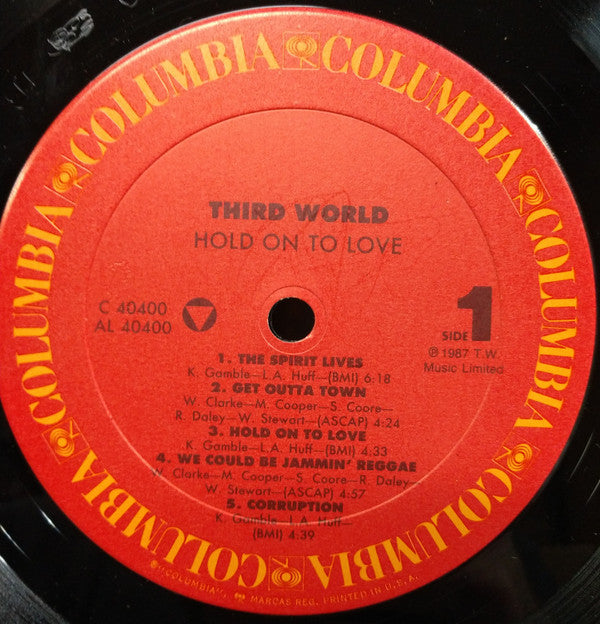 COLUMBIA COLUMBIA COLUMBIA COLUMBIA COLUMBIA COLUMBIA
THIRD WORLD
HOLD ON TO LOVE
C 40400
AL 40400
SIDE 1
℗ 1987 T.W.
Music Limited
1. THE SPIRIT LIVES
K. Gamble—L.A. Huff—(BMI) 6:18
2. GET OUTTA TOWN
W. Clarke—M. Cooper—S. Coore—
R. Daley—W. Stewart—(ASCAP) 4:24
3. HOLD ON TO LOVE
K. Gamble—L.A. Huff—(BMI) 4:33
4. WE COULD BE JAMMIN' REGGAE
W. Clarke—M. Cooper—S. Coore—R. Daley—
W. Stewart—(ASCAP) 4:57
5. CORRUPTION
K. Gamble—L.A. Huff—
(BMI) 4:39
"COLUMBIA", MARCAS REG. PRINTED IN U.S.A.